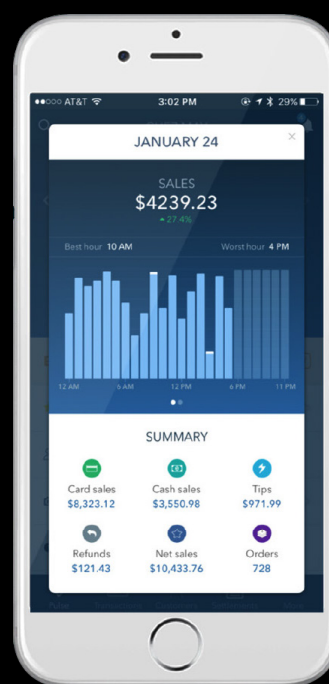 ●●○○○ AT&T 3:02 PM 29%
JANUARY 24 ×
SALES
$4239.23
27.4%
Best hour 10 AM Worst hour 4 PM
12 AM 6 AM 12 PM 6 PM 11 PM
SUMMARY
Card sales Cash sales Tips
$8,323.12 $3,550.98 $971.99
Refunds Net sales Orders
$121.43 $10,433.76 728